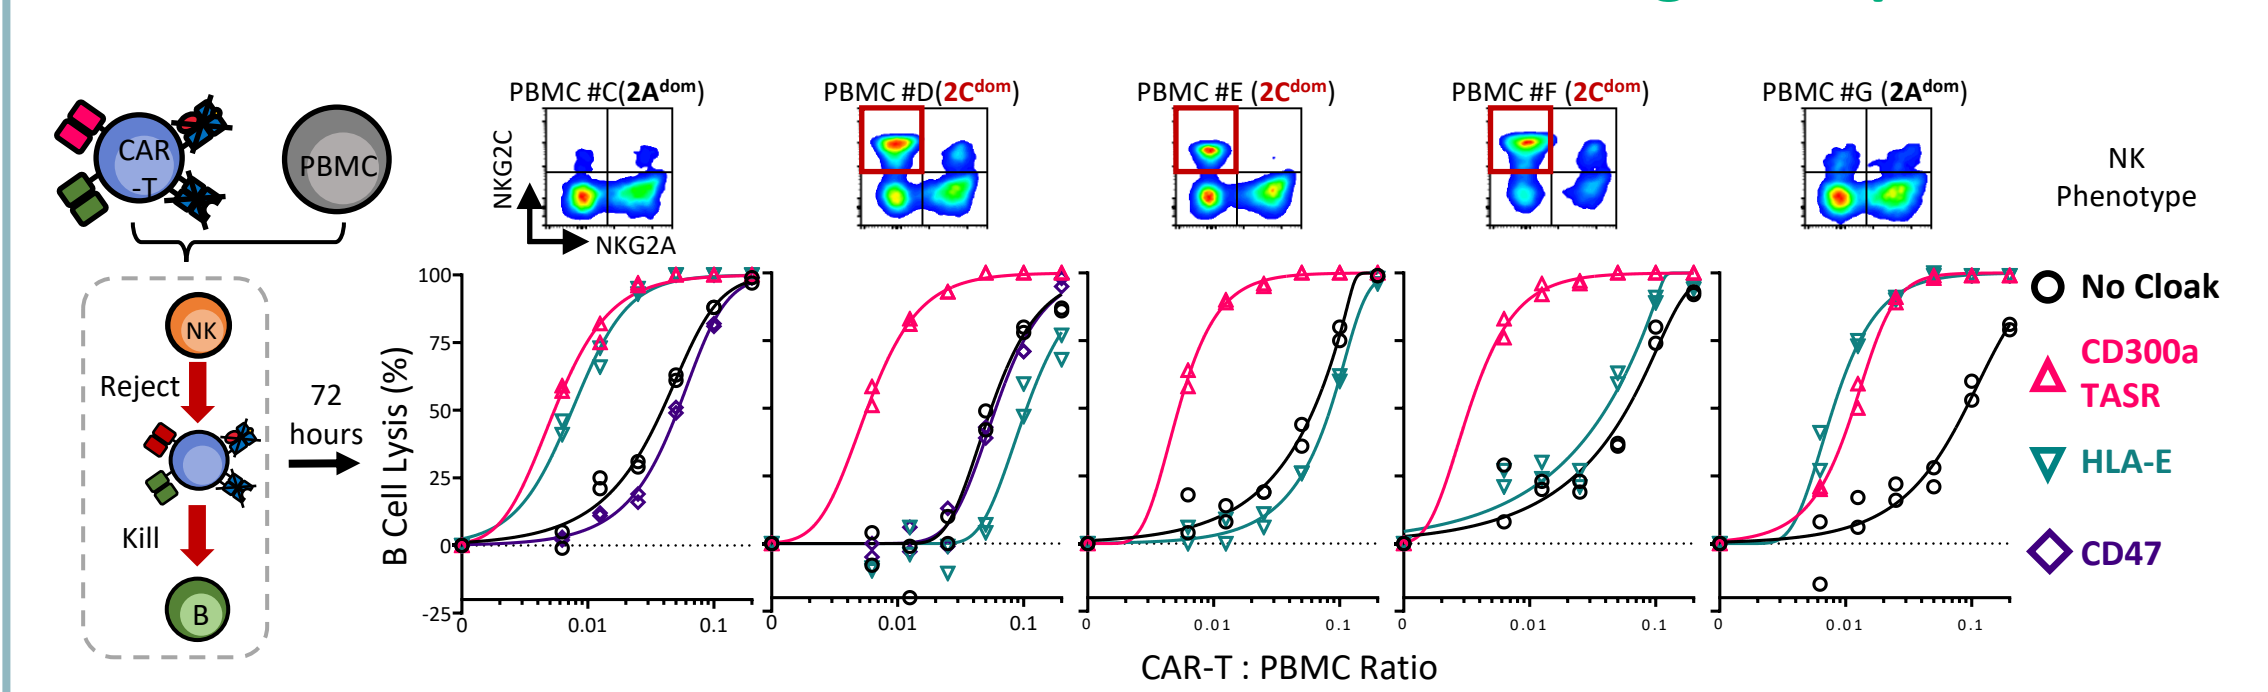 PBMC #C(2Adom)
PBMC #D(2Cdom)
PBMC #E (2Cdom)
PBMC #F (2Cdom)
PBMC #G (2Adom)
CAR
-T
PBMC
NKG2C
NKG2A
NK
Phenotype
NK
Reject
Kill
B
72
hours
B Cell Lysis (%)
100
75
50
25
0
-25
0 0.01 0.1
0 0.01 0.1
0 0.01 0.1
0 0.01 0.1
0 0.01 0.1
CAR-T : PBMC Ratio
No Cloak
CD300a
TASR
HLA-E
CD47